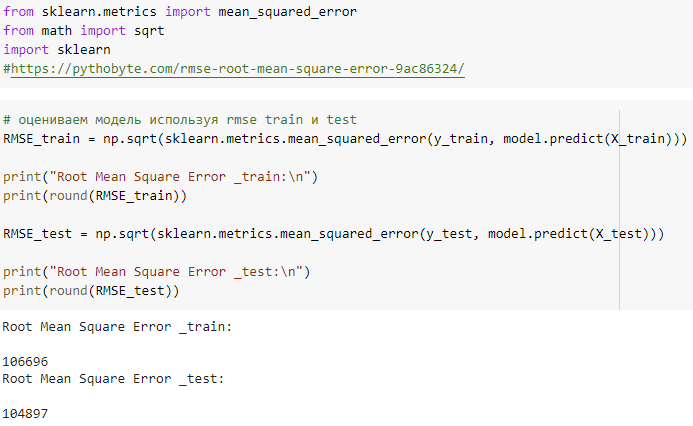 from sklearn.metrics import mean_squared_error
from math import sqrt
import sklearn
#https://pythobyte.com/rmse-root-mean-square-error-9ac86324/
# оцениваем модель используя rmse train и test
RMSE_train = np.sqrt(sklearn.metrics.mean_squared_error(y_train, model.predict(X_train)))
print("Root Mean Square Error _train:\n")
print(round(RMSE_train))
RMSE_test = np.sqrt(sklearn.metrics.mean_squared_error(y_test, model.predict(X_test)))
print("Root Mean Square Error _test:\n")
print(round(RMSE_test))
Root Mean Square Error _train:
106696
Root Mean Square Error _test:
104897